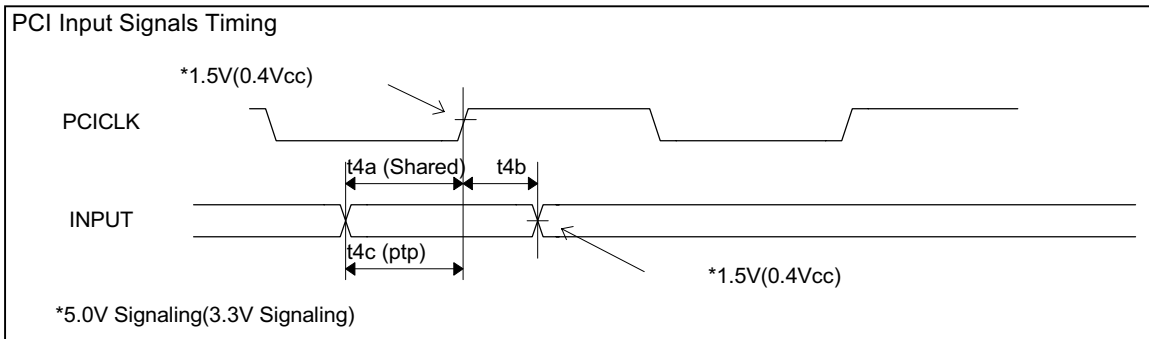 PCI Input Signals Timing
*1.5V(0.4Vcc)
PCICLK
t4a (Shared) t4b
INPUT
t4c (ptp)
*1.5V(0.4Vcc)
*5.0V Signaling(3.3V Signaling)